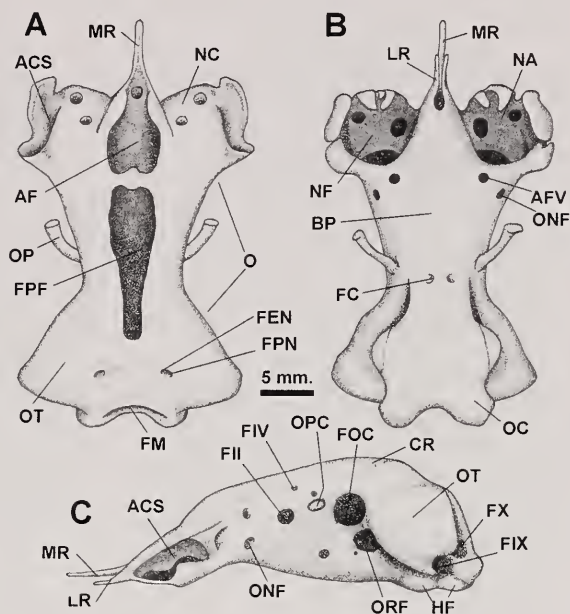 A
MR
ACS
NC
AF
OP
FPF
O
FEN
FPN
OT
FM
5 mm.
B
MR
LR
NA
NF
AFV
ONF
BP
FC
OC
C
FIV
OPC
FOC
CR
FII
OT
ACS
FX
MR
FIX
LR
ONF
ORF
HF